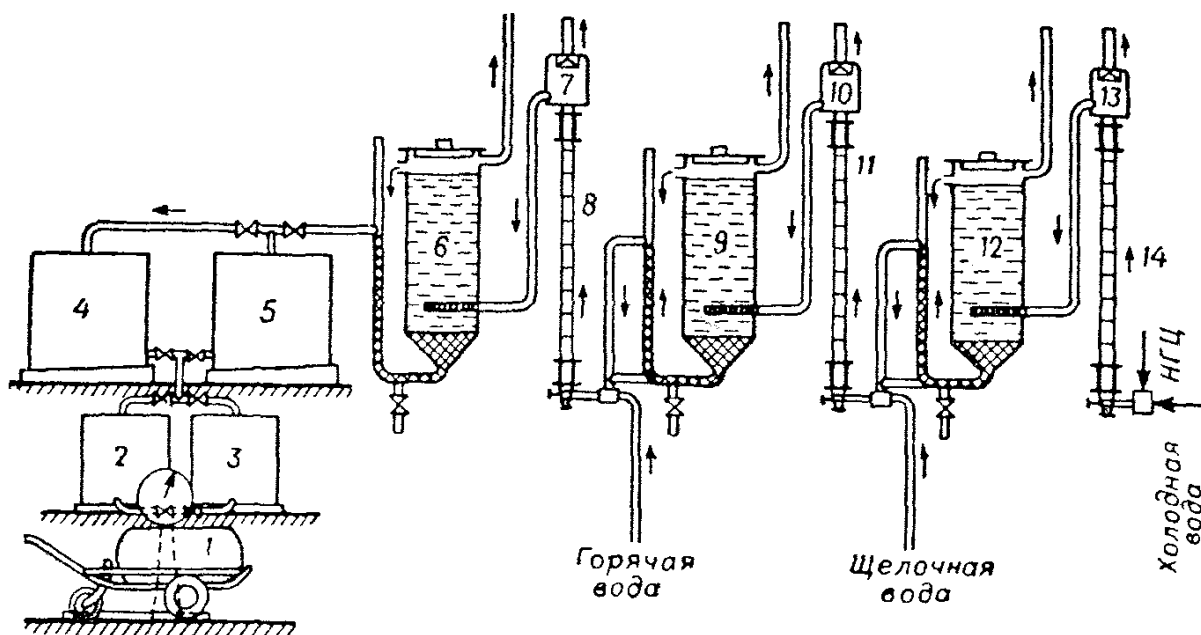 7
10
13
8
11
6
9
12
14
4
5
НГЦ
2
3
1
Холодная
вода
Горячая
вода
Щелочная
вода